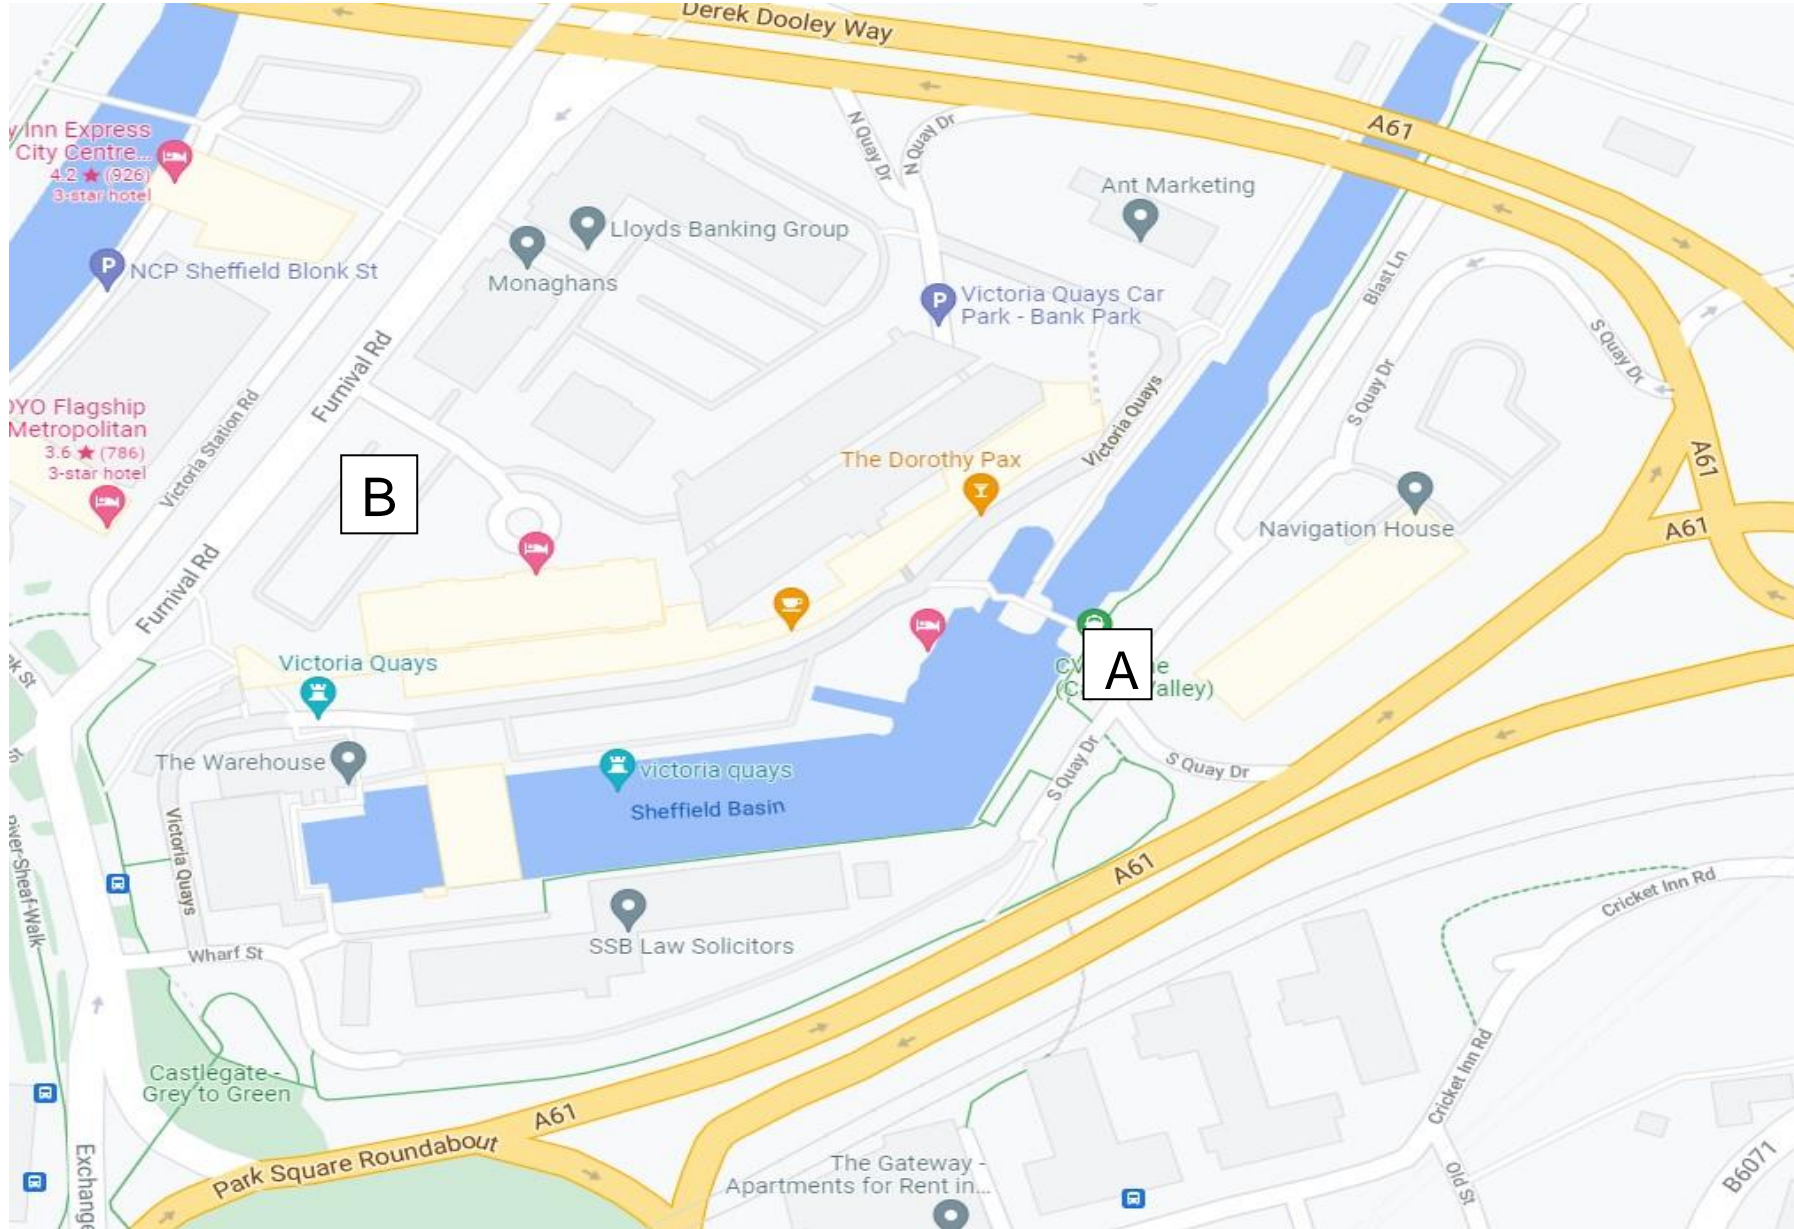 Derek Dooley Way
A61
y Inn Express
City Centre...
4.2 ★ (926)
3-star hotel
N Quay Dr
N Quay Dr
Ant Marketing
Lloyds Banking Group
Monaghans
P
NCP Sheffield Blonk St
P
Victoria Quays Car
Park - Bank Park
Blast Ln
S Quay Dr
S Quay Dr
Furnival Rd
Victoria Station Rd
OYO Flagship
Metropolitan
3.6 ★ (786)
3-star hotel
Victoria Quays
The Dorothy Pax
A61
A61
B
Navigation House
Furnival Rd
Victoria Quays
A
(C
alley)
S Quay Dr
S Quay Dr
The Warehouse
victoria quays
Sheffield Basin
Victoria Quays
River-Sheaf-Walk
A61
Cricket Inn Rd
SSB Law Solicitors
Wharf St
Castlegate -
Grey to Green
A61
Cricket Inn Rd
Park Square Roundabout
Exchange
The Gateway -
Apartments for Rent in...
Old St
B6071